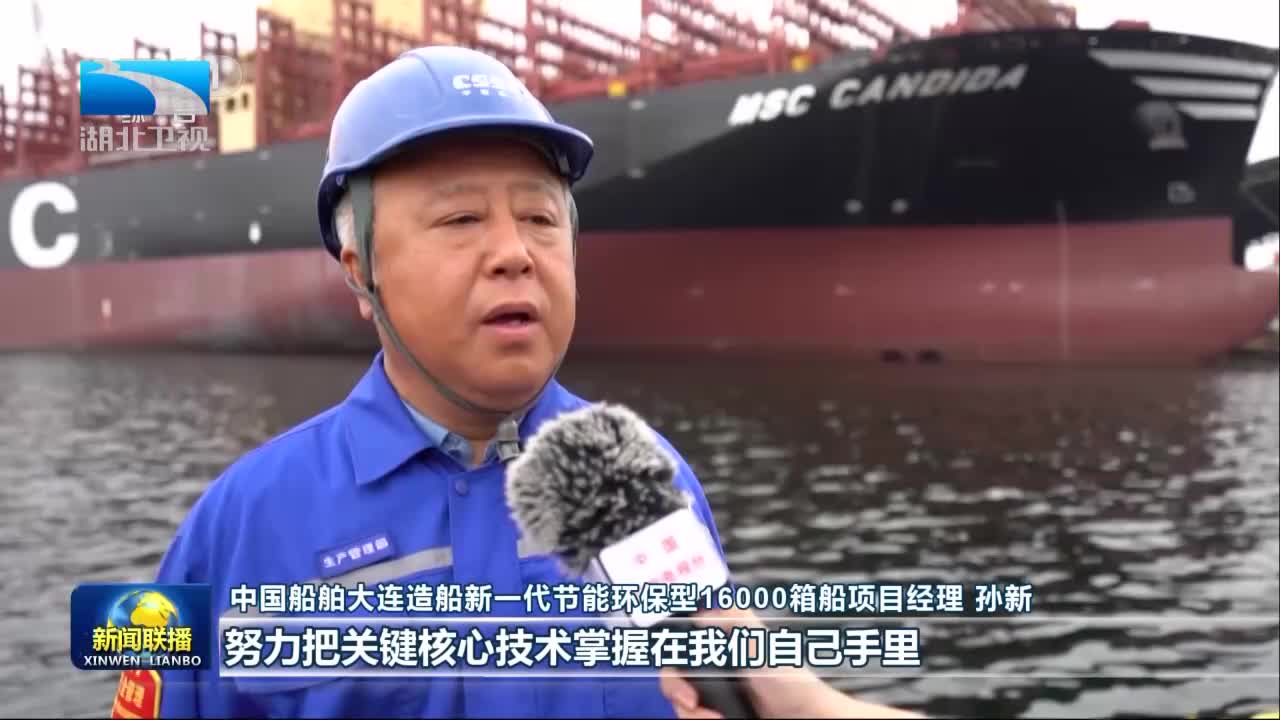 湖北卫视
MSC CANDIDA
C
生产管理部
中国
中国船舶大连造船新一代节能环保型16000箱船项目经理 孙新
新闻联播
XINWEN LIANBO
努力把关键核心技术掌握在我们自己手里